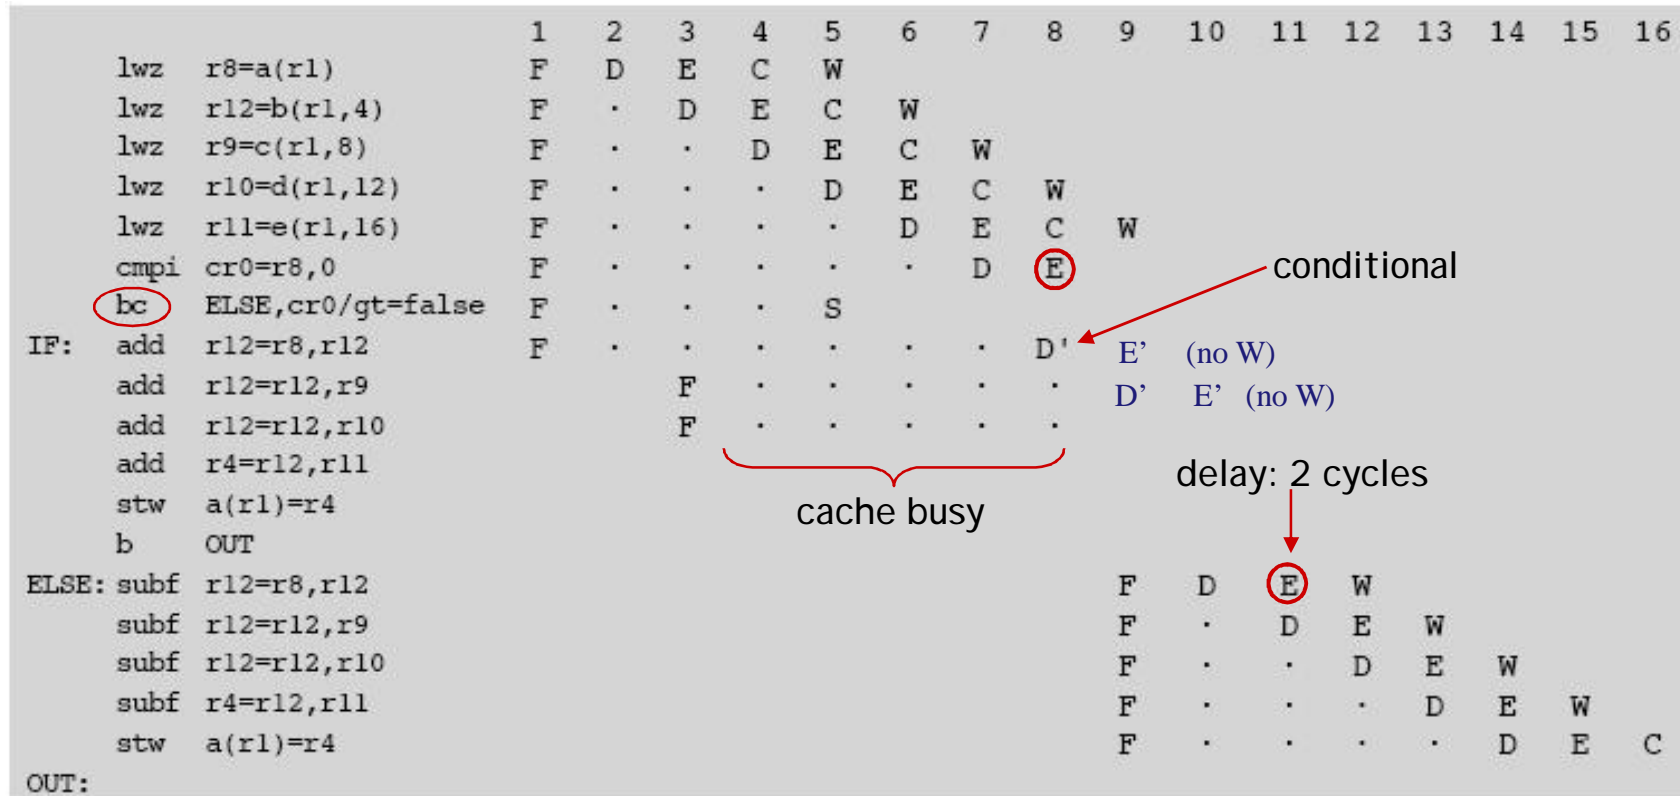 1 2 3 4 5 6 7 8 9 10 11 12 13 14 15 16
lwz r8=a(r1) F D E C W
lwz r12=b(r1,4) F · D E C W
lwz r9=c(r1,8) F · · D E C W
lwz r10=d(r1,12) F · · · D E C W
lwz r11=e(r1,16) F · · · · D E C W
cmpi cr0=r8,0 F · · · · · D E conditional
bc ELSE,cr0/gt=false F · · · S
IF: add r12=r8,r12 F · · · · · · D' E’ (no W)
add r12=r12,r9 F · · · · · D’ E’ (no W)
add r12=r12,r10 F · · · · ·
add r4=r12,r11 delay: 2 cycles
stw a(r1)=r4 cache busy
b OUT
ELSE: subf r12=r8,r12 F D E W
subf r12=r12,r9 F · D E W
subf r12=r12,r10 F · · D E W
subf r4=r12,r11 F · · · D E W
stw a(r1)=r4 F · · · · D E C
OUT: